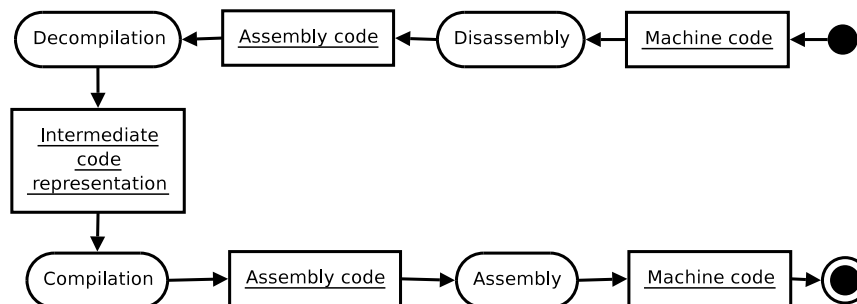 Decompilation
Assembly code
Disassembly
Machine code
Intermediate
code
representation
Compilation
Assembly code
Assembly
Machine code